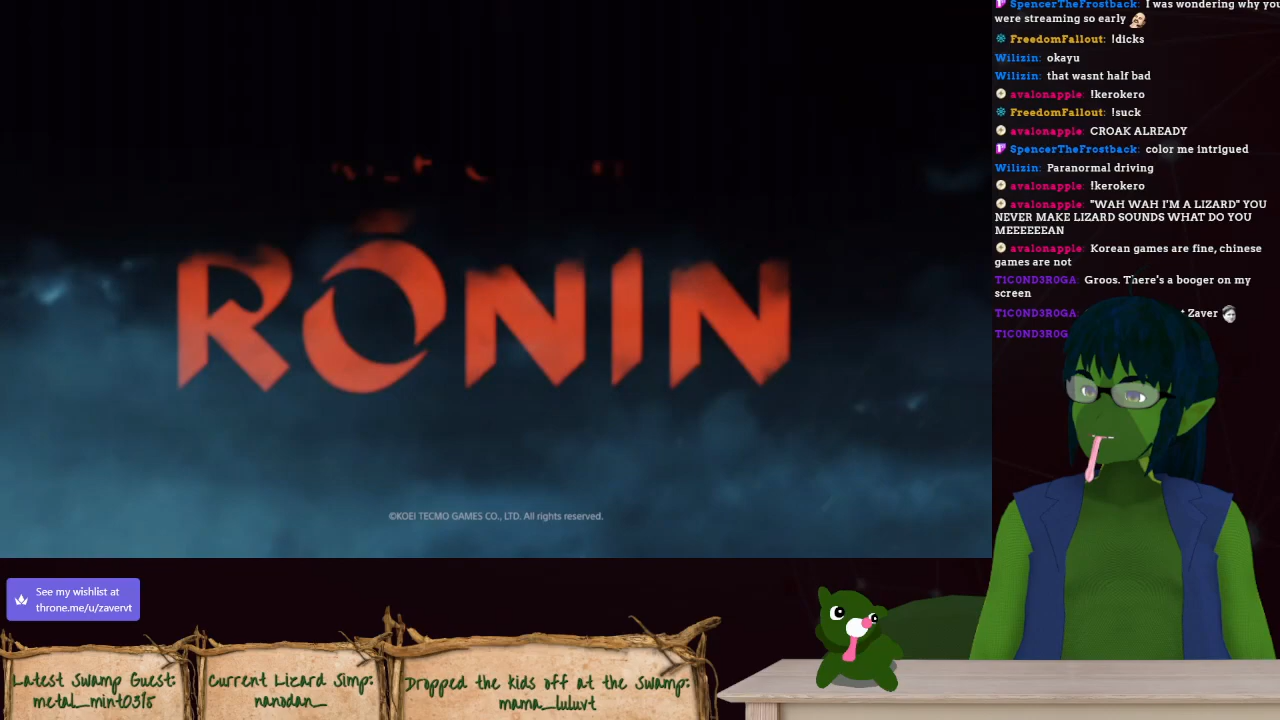 RONIN
©KOEI TECMO GAMES CO., LTD. All rights reserved.
SpencerTheFrostback: I was wondering why you
were streaming so early
FreedomFallout: !dicks
Wilizin: okayu
Wilizin: that wasnt half bad
avalonapple: !kerokero
FreedomFallout: !suck
avalonapple: CROAK ALREADY
SpencerTheFrostback: color me intrigued
Wilizin: Paranormal driving
avalonapple: !kerokero
avalonapple: "WAH WAH I'M A LIZARD" YOU
NEVER MAKE LIZARD SOUNDS WHAT DO YOU
MEEEEEEAN
avalonapple: Korean games are fine, chinese
games are not
T1C0ND3R0GA: Groos. There's a booger on my
screen
T1C0ND3R0GA: Zaver
T1C0ND3R0G
See my wishlist at
throne.me/u/zavervt
Latest Swamp Guest:
metal_mint0318
Current Lizard Simp:
nanodan_
Dropped the kids off at the Swamp:
mama_luluvt